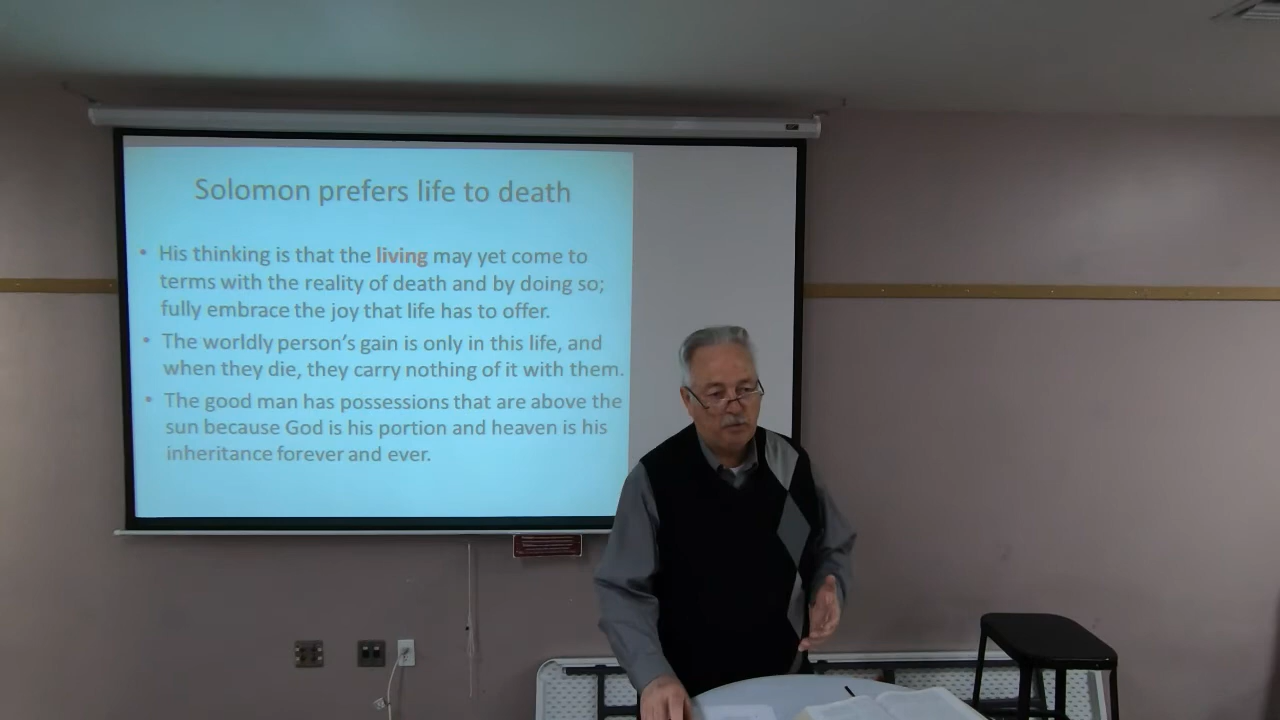 Solomon prefers life to death
• His thinking is that the living may yet come to
terms with the reality of death and by doing so;
fully embrace the joy that life has to offer.
• The worldly person's gain is only in this life, and
when they die, they carry nothing of it with them.
• The good man has possessions that are above the
sun because God is his portion and heaven is his
inheritance forever and ever.